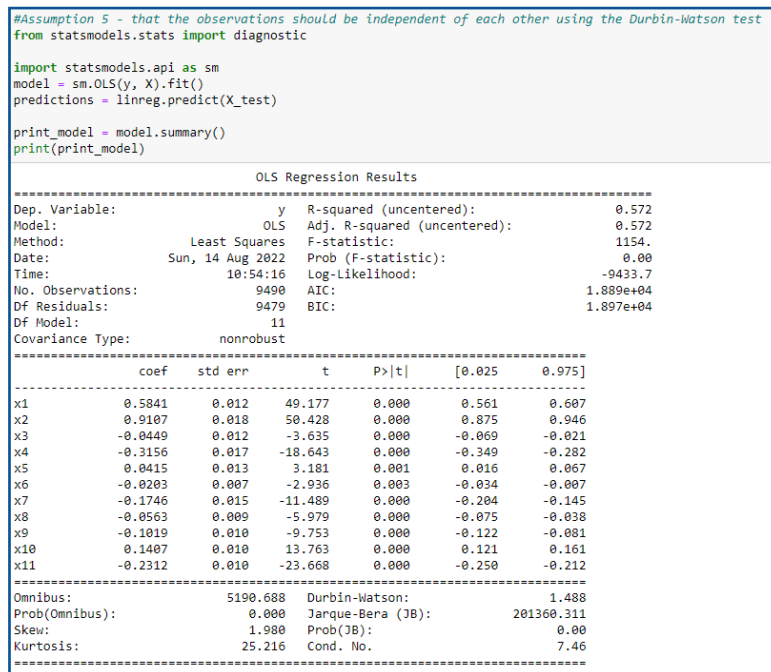 #Assumption 5 - that the observations should be independent of each other using the Durbin-Watson test
from statsmodels.stats import diagnostic
import statsmodels.api as sm
model = sm.OLS(y, X).fit()
predictions = linreg.predict(X_test)
print_model = model.summary()
print(print_model)
OLS Regression Results
==============================================================================
Dep. Variable: y R-squared (uncentered): 0.572
Model: OLS Adj. R-squared (uncentered): 0.572
Method: Least Squares F-statistic: 1154.
Date: Sun, 14 Aug 2022 Prob (F-statistic): 0.00
Time: 10:54:16 Log-Likelihood: -9433.7
No. Observations: 9490 AIC: 1.889e+04
Df Residuals: 9479 BIC: 1.897e+04
Df Model: 11
Covariance Type: nonrobust
==============================================================================
coef std err t P>|t| [0.025 0.975]
------------------------------------------------------------------------------
x1 0.5841 0.012 49.177 0.000 0.561 0.607
x2 0.9107 0.018 50.428 0.000 0.875 0.946
x3 -0.0449 0.012 -3.635 0.000 -0.069 -0.021
x4 -0.3156 0.017 -18.643 0.000 -0.349 -0.282
x5 0.0415 0.013 3.181 0.001 0.016 0.067
x6 -0.0203 0.007 -2.936 0.003 -0.034 -0.007
x7 -0.1746 0.015 -11.489 0.000 -0.204 -0.145
x8 -0.0563 0.009 -5.979 0.000 -0.075 -0.038
x9 -0.1019 0.010 -9.753 0.000 -0.122 -0.081
x10 0.1407 0.010 13.763 0.000 0.121 0.161
x11 -0.2312 0.010 -23.668 0.000 -0.250 -0.212
==============================================================================
Omnibus: 5190.688 Durbin-Watson: 1.488
Prob(Omnibus): 0.000 Jarque-Bera (JB): 201360.311
Skew: 1.980 Prob(JB): 0.00
Kurtosis: 25.216 Cond. No. 7.46
==============================================================================